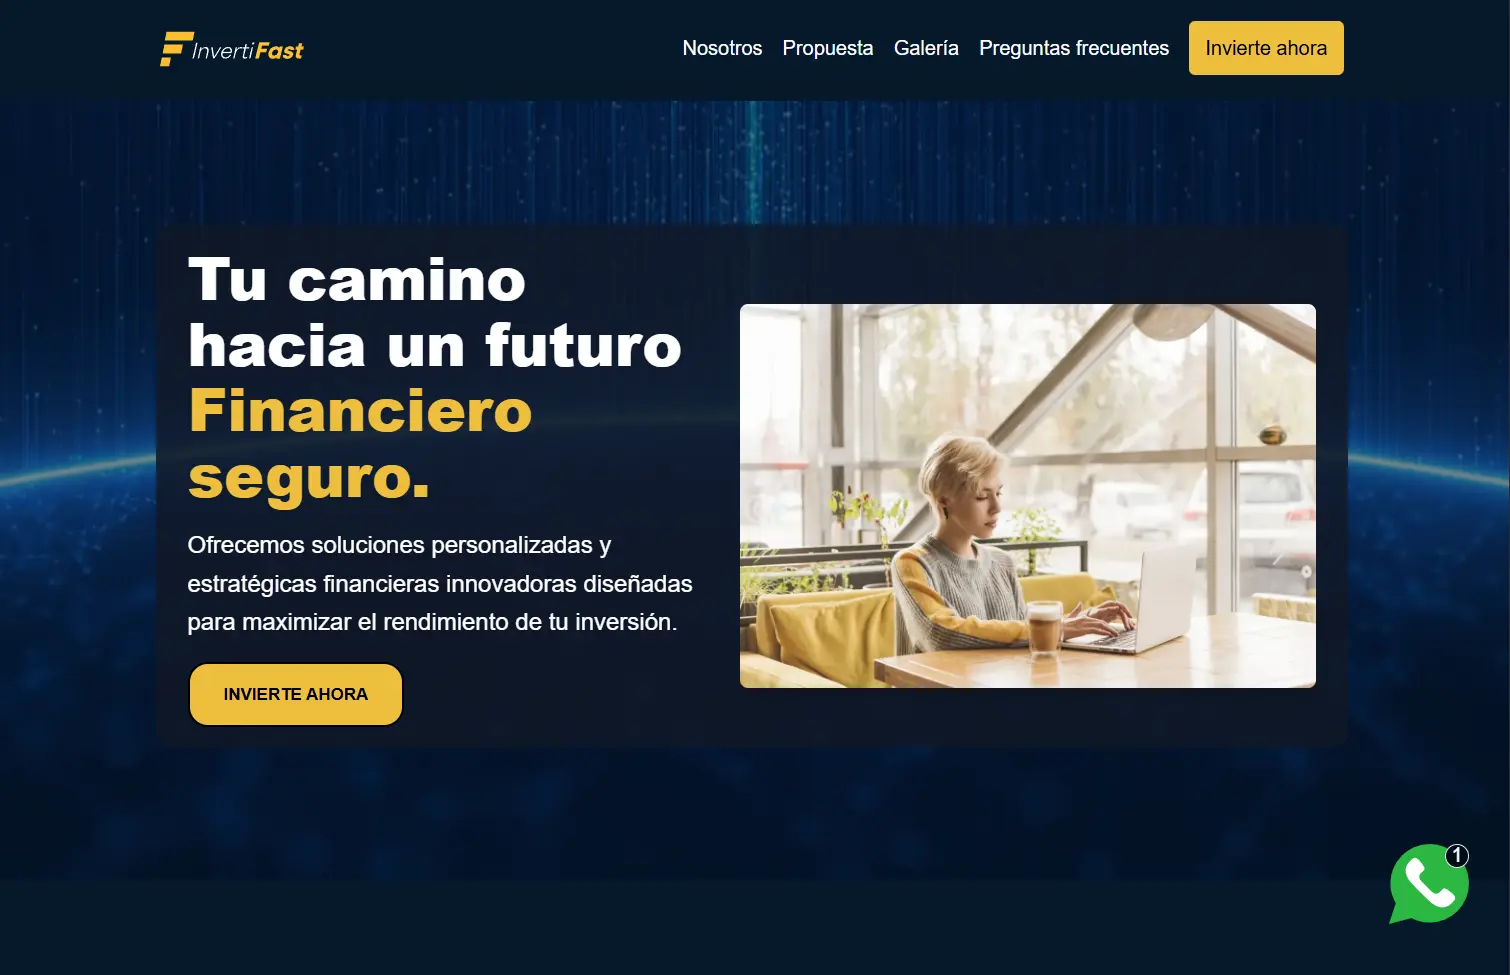 InvertiFast
Nosotros
Propuesta
Galería
Preguntas frecuentes
Invierte ahora
Tu camino
hacia un futuro
Financiero
seguro.
Ofrecemos soluciones personalizadas y
estratégicas financieras innovadoras diseñadas
para maximizar el rendimiento de tu inversión.
INVIERTE AHORA
1